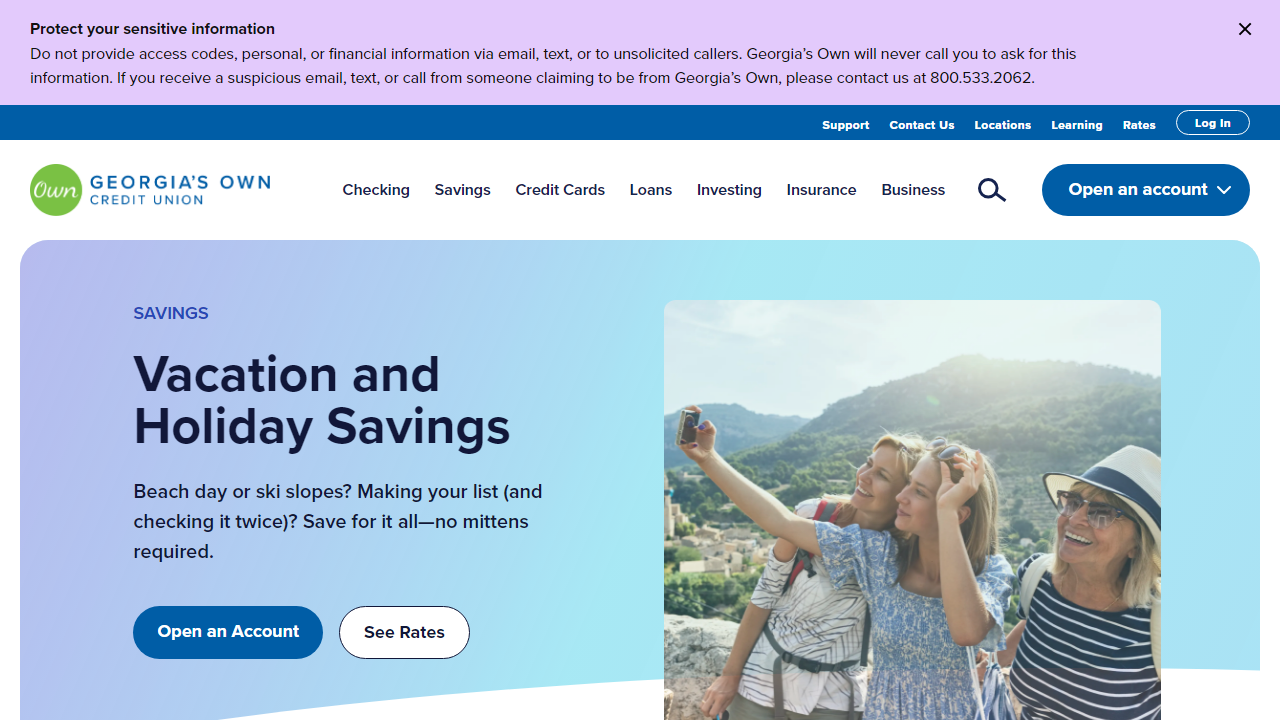 Protect your sensitive information
Do not provide access codes, personal, or financial information via email, text, or to unsolicited callers. Georgia’s Own will never call you to ask for this
information. If you receive a suspicious email, text, or call from someone claiming to be from Georgia’s Own, please contact us at 800.533.2062.
Support Contact Us Locations Learning Rates Log In
Own GEORGIA’S OWN
CREDIT UNION
Checking Savings Credit Cards Loans Investing Insurance Business Open an account
SAVINGS
Vacation and
Holiday Savings
Beach day or ski slopes? Making your list (and
checking it twice)? Save for it all—no mittens
required.
Open an Account See Rates